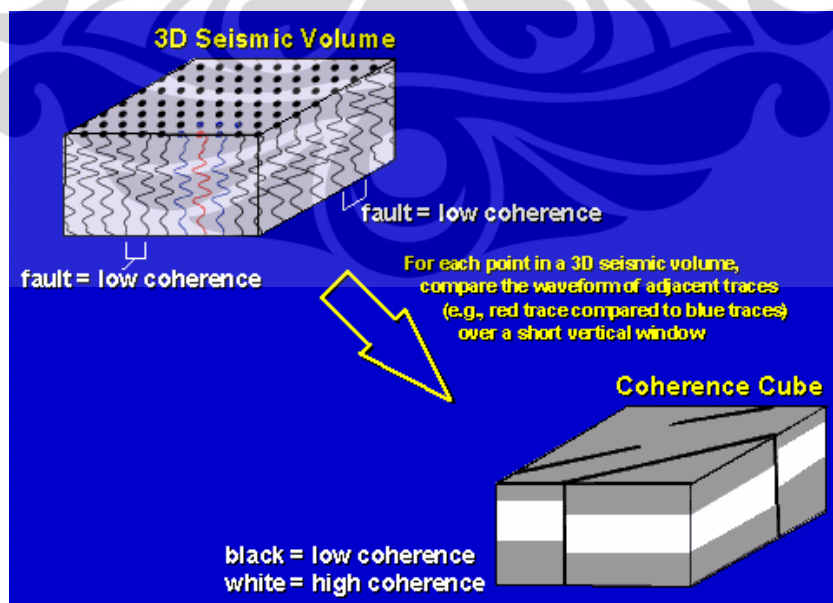 3D Seismic Volume
fault = low coherence
fault = low coherence
For each point in a 3D seismic volume,
compare the waveform of adjacent traces
(e.g., red trace compared to blue traces)
over a short vertical window
Coherence Cube
black = low coherence
white = high coherence